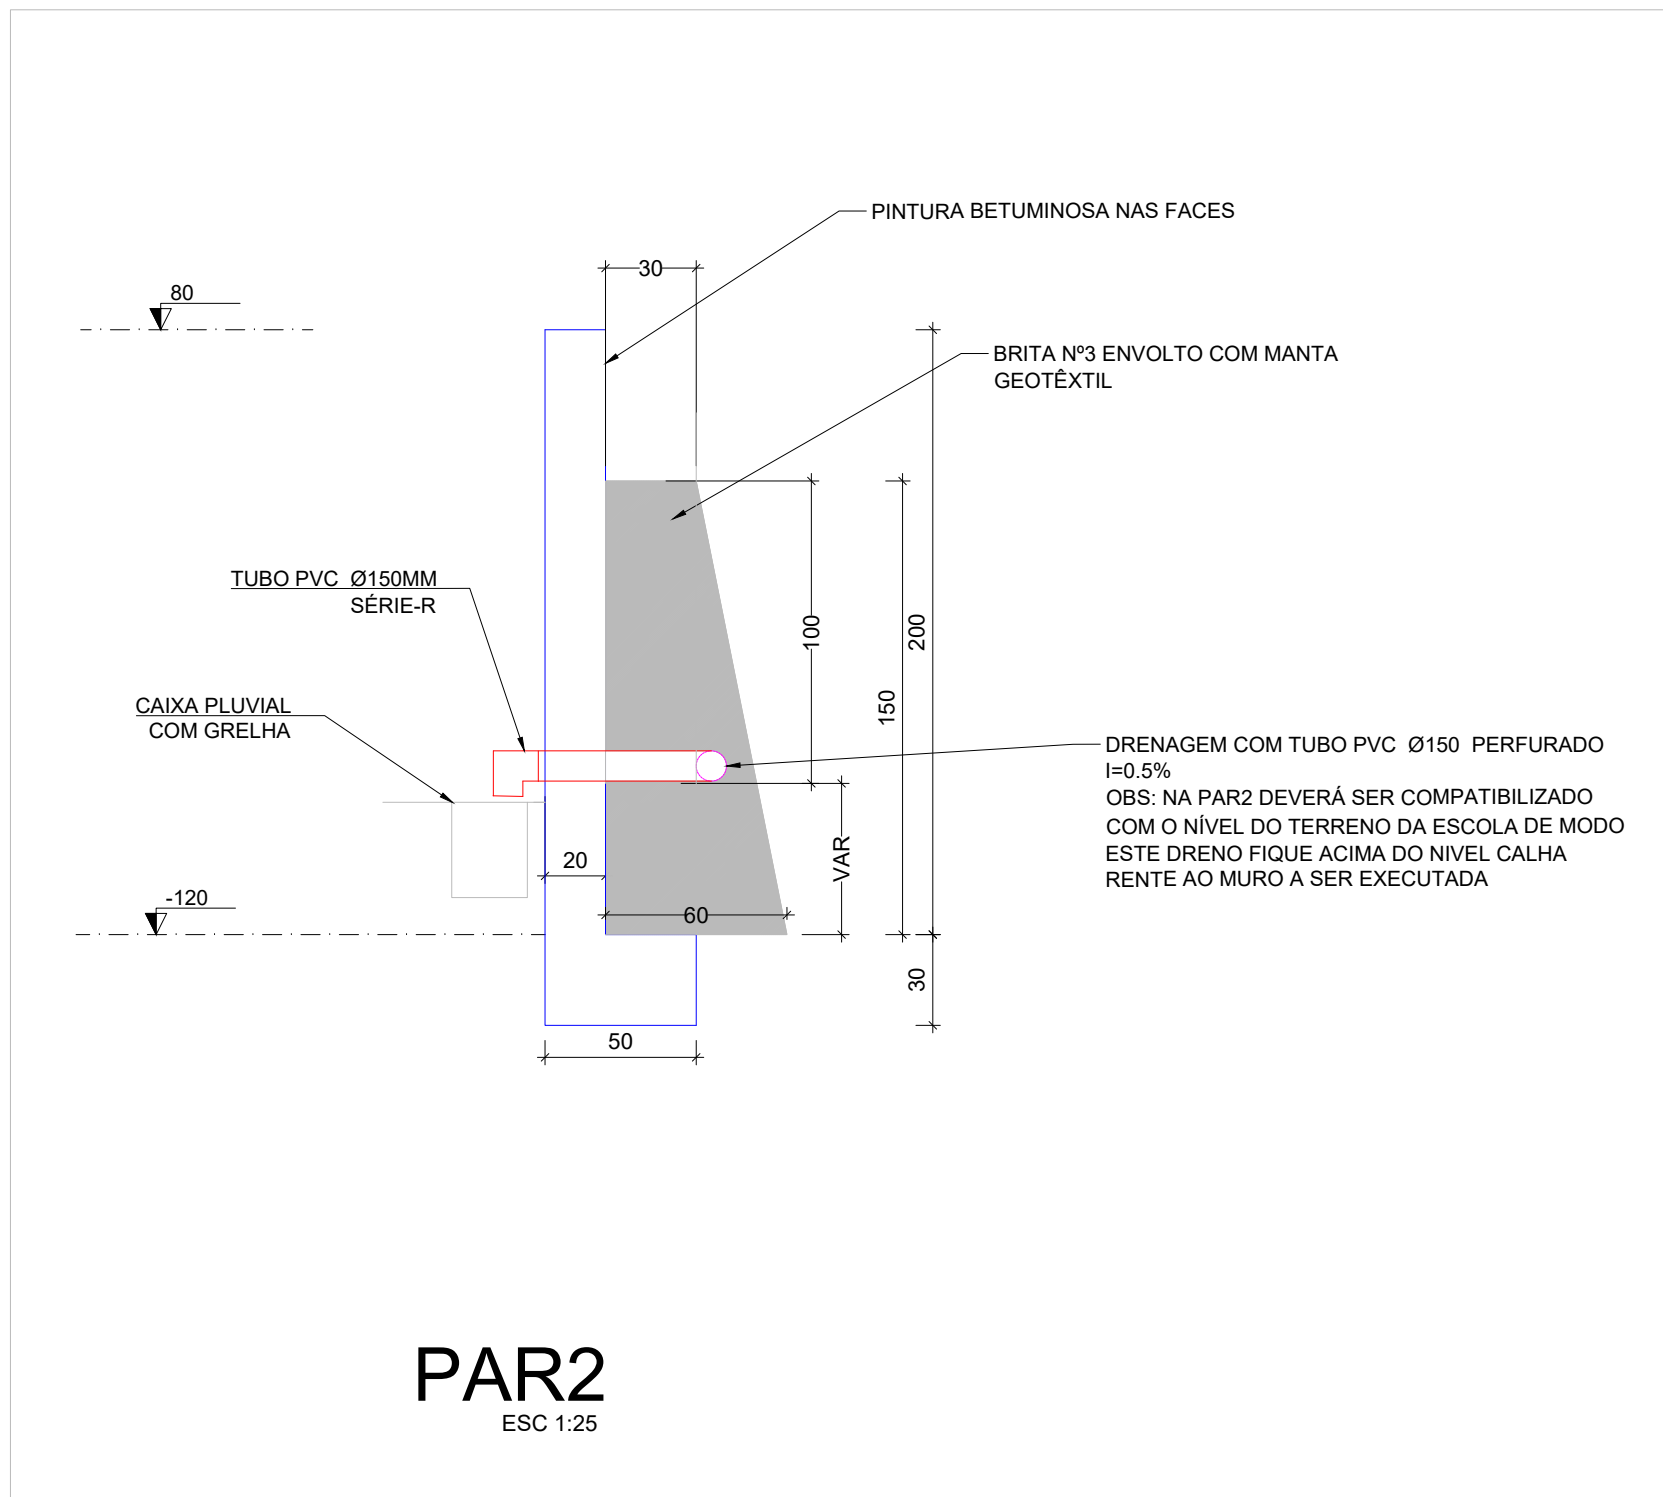 PINTURA BETUMINOSA NAS FACES
30
80
BRITA Nº3 ENVOLTO COM MANTA
GEOTÊXTIL
TUBO PVC Ø150MM
SÉRIE-R
100
200
150
CAIXA PLUVIAL
COM GRELHA
DRENAGEM COM TUBO PVC Ø150 PERFURADO
I=0.5%
OBS: NA PAR2 DEVERÁ SER COMPATIBILIZADO
COM O NÍVEL DO TERRENO DA ESCOLA DE MODO
ESTE DRENO FIQUE ACIMA DO NIVEL CALHA
RENTE AO MURO A SER EXECUTADA
VAR
20
-120
60
30
50
PAR2
ESC 1:25